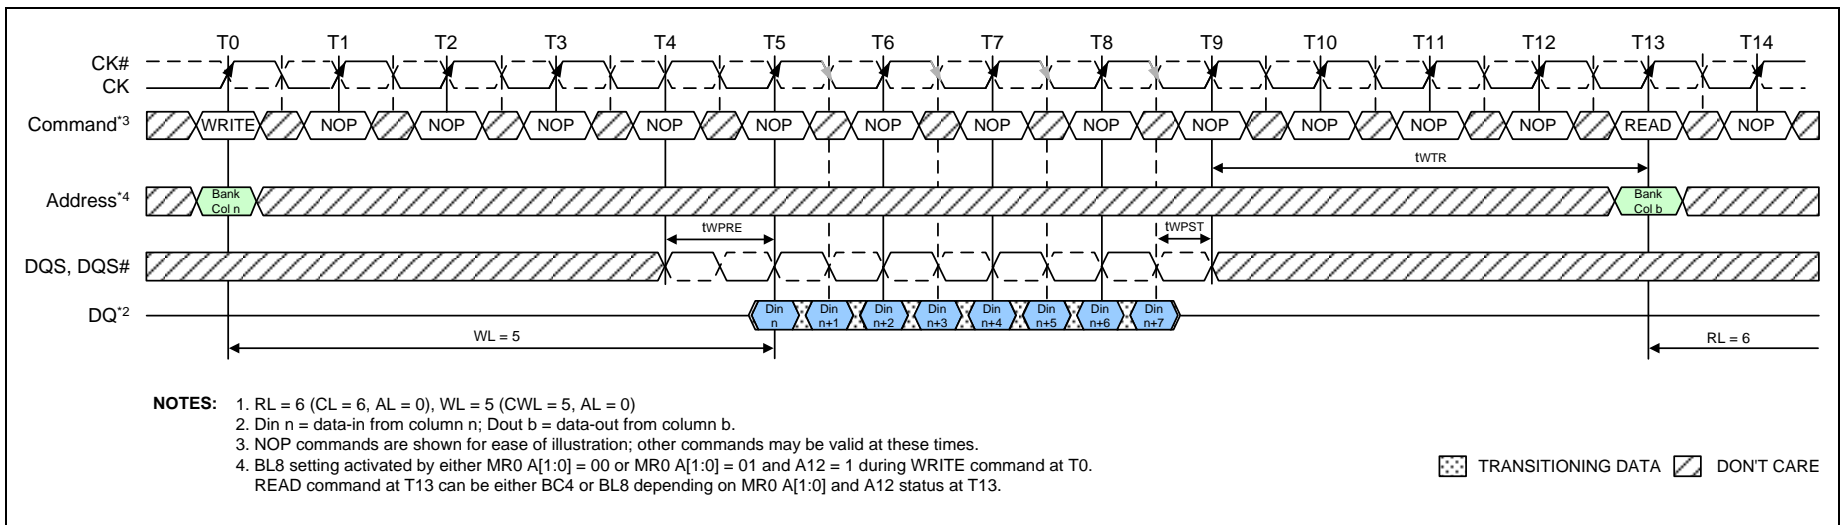 T0 T1 T2 T3 T4 T5 T6 T7 T8 T9 T10 T11 T12 T13 T14
CK#
CK
Command*3 WRITE NOP NOP NOP NOP NOP NOP NOP NOP NOP NOP NOP NOP READ NOP
tWTR
Address*4 Bank Col n Bank Col b
tWPRE tWPST
DQS, DQS#
DQ*2 Din n Din n+1 Din n+2 Din n+3 Din n+4 Din n+5 Din n+6 Din n+7
WL = 5 RL = 6
NOTES: 1. RL = 6 (CL = 6, AL = 0), WL = 5 (CWL = 5, AL = 0)
2. Din n = data-in from column n; Dout b = data-out from column b.
3. NOP commands are shown for ease of illustration; other commands may be valid at these times.
4. BL8 setting activated by either MR0 A[1:0] = 00 or MR0 A[1:0] = 01 and A12 = 1 during WRITE command at T0.
READ command at T13 can be either BC4 or BL8 depending on MR0 A[1:0] and A12 status at T13.
TRANSITIONING DATA DON'T CARE